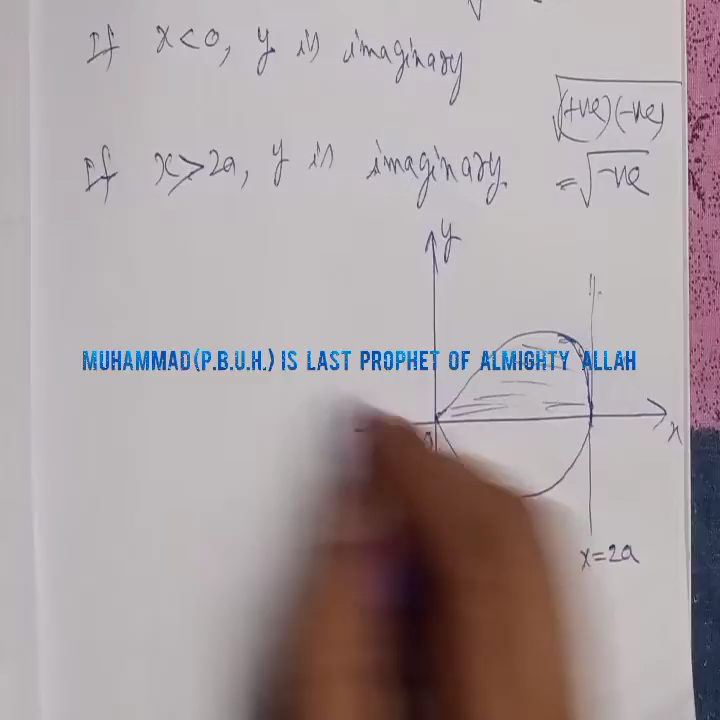 If x<0, y is imaginary
√(+ve)(-ve)
If x>2a, y is imaginary.
=√-ve
y
MUHAMMAD(P.B.U.H.) IS LAST PROPHET OF ALMIGHTY ALLAH
x
x=2a